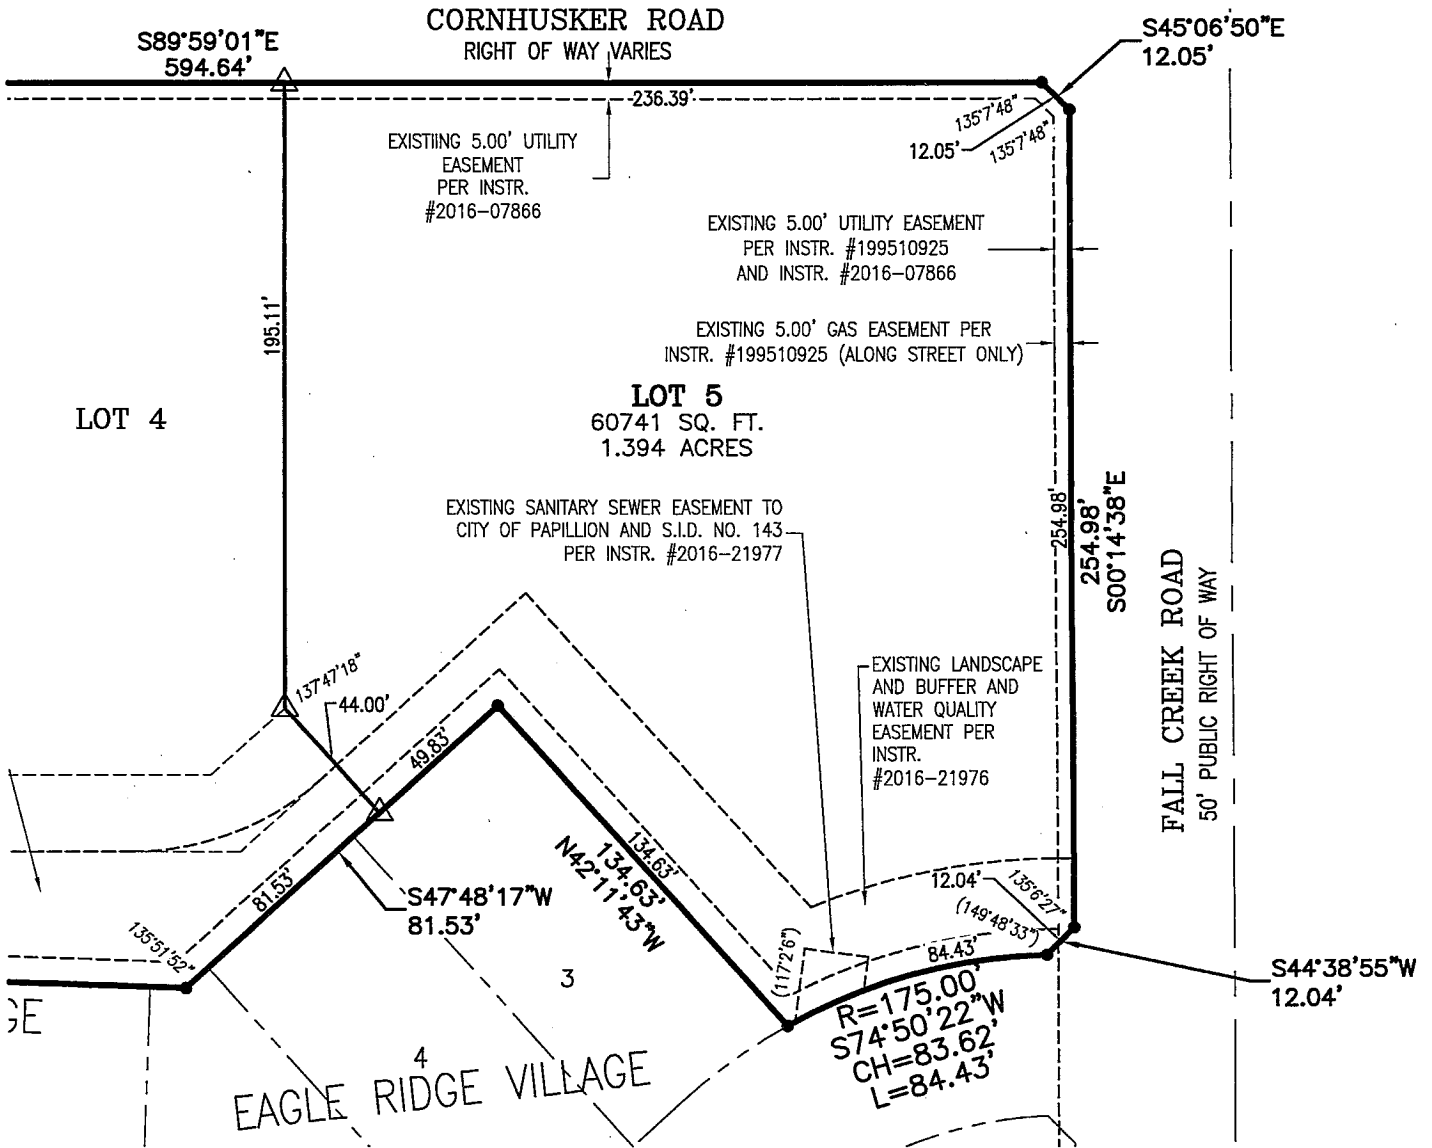 CORNHUSKER ROAD
RIGHT OF WAY VARIES
S89°59'01"E
594.64'
S45°06'50"E
12.05'
236.39'
135°7'48"
135°7'48"
12.05'
EXISTIING 5.00' UTILITY
EASEMENT
PER INSTR.
#2016-07866
EXISTING 5.00' UTILITY EASEMENT
PER INSTR. #199510925
AND INSTR. #2016-07866
195.11'
EXISTING 5.00' GAS EASEMENT PER
INSTR. #199510925 (ALONG STREET ONLY)
LOT 4
LOT 5
60741 SQ. FT.
1.394 ACRES
EXISTING SANITARY SEWER EASEMENT TO
CITY OF PAPILLION AND S.I.D. NO. 143
PER INSTR. #2016-21977
254.98'
254.98'
S00°14'38"E
FALL CREEK ROAD
50' PUBLIC RIGHT OF WAY
137°47'18"
44.00'
EXISTING LANDSCAPE
AND BUFFER AND
WATER QUALITY
EASEMENT PER
INSTR.
#2016-21976
49.83'
134.63'
134.63'
N42°11'43"W
81.53'
S47°48'17"W
81.53'
135°51'52"
12.04'
135°6'27"
(149°48'33")
84.43'
(117°2'6")
S44°38'55"W
12.04'
R=175.00'
S74°50'22"W
CH=83.62'
L=84.43'
3
4
GE
EAGLE RIDGE VILLAGE